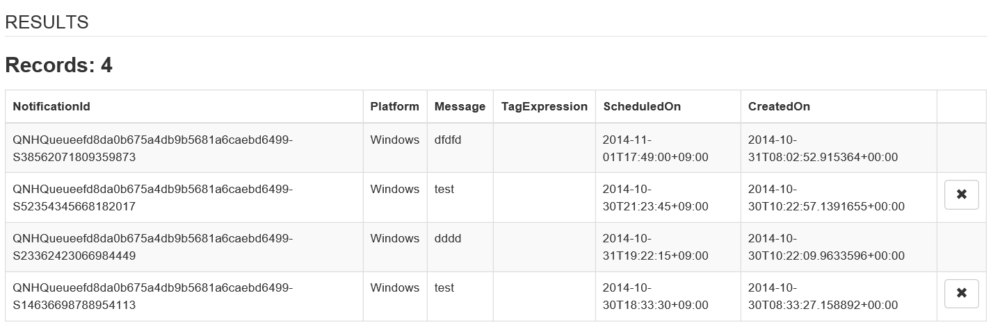 RESULTS
Records: 4
NotificationId Platform Message TagExpression ScheduledOn CreatedOn
QNHQueueefd8da0b675a4db9b5681a6caebd6499- Windows dfdfd 2014-11- 2014-10-
S38562071809359873 01T17:49:00+09:00 31T08:02:52.915364+00:00
QNHQueueefd8da0b675a4db9b5681a6caebd6499- Windows test 2014-10- 2014-10-
S52354345668182017 30T21:23:45+09:00 30T10:22:57.1391655+00:00
QNHQueueefd8da0b675a4db9b5681a6caebd6499- Windows dddd 2014-10- 2014-10-
S23362423066984449 31T19:22:15+09:00 30T10:22:09.9633596+00:00
QNHQueueefd8da0b675a4db9b5681a6caebd6499- Windows test 2014-10- 2014-10-
S14636698788954113 30T18:33:30+09:00 30T08:33:27.158892+00:00